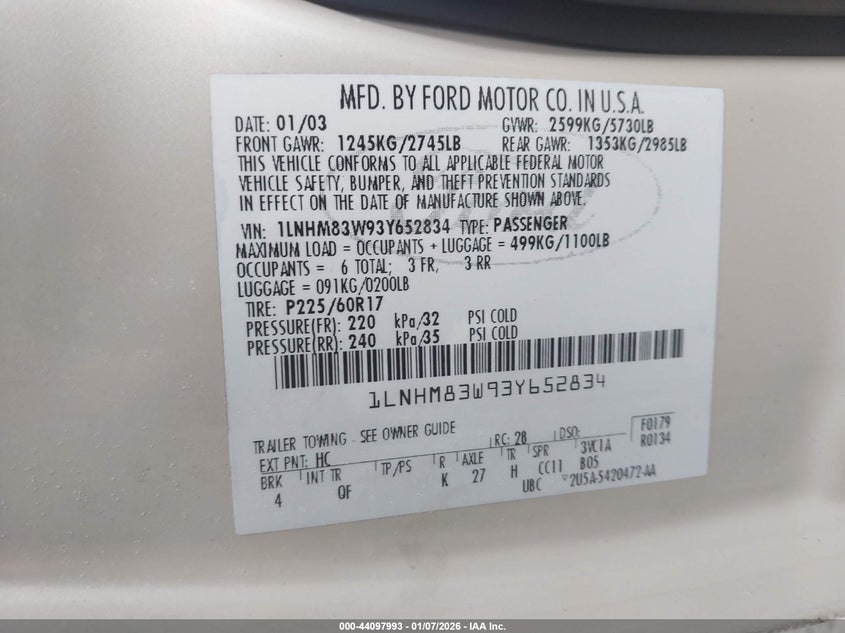 MFD. BY FORD MOTOR CO. IN U.S.A.
DATE: 01/03 GVWR: 2599KG/5730LB
FRONT GAWR: 1245KG/2745LB REAR GAWR: 1353KG/2985LB
THIS VEHICLE CONFORMS TO ALL APPLICABLE FEDERAL MOTOR
VEHICLE SAFETY, BUMPER, AND THEFT PREVENTION STANDARDS
IN EFFECT ON THE DATE OF MANUFACTURE SHOWN ABOVE.
VIN: 1LNHM83W93Y652834 TYPE: PASSENGER
MAXIMUM LOAD = OCCUPANTS + LUGGAGE = 499KG/1100LB
OCCUPANTS = 6 TOTAL; 3 FR, 3 RR
LUGGAGE = 091KG/0200LB
TIRE: P225/60R17
PRESSURE(FR): 220 kPa/32 PSI COLD
PRESSURE(RR): 240 kPa/35 PSI COLD
1LNHM83W93Y652834
TRAILER TOWING - SEE OWNER GUIDE
EXT PNT: HC RC: 28 DSO: F0179
R0134
BRK INT TR TP/PS R AXLE TR SPR 3VC1A
4 QF K 27 H CC11 B05
UBC 2U5A-5420472-AA
000-44097993 - 01/07/2026 - IAA Inc.